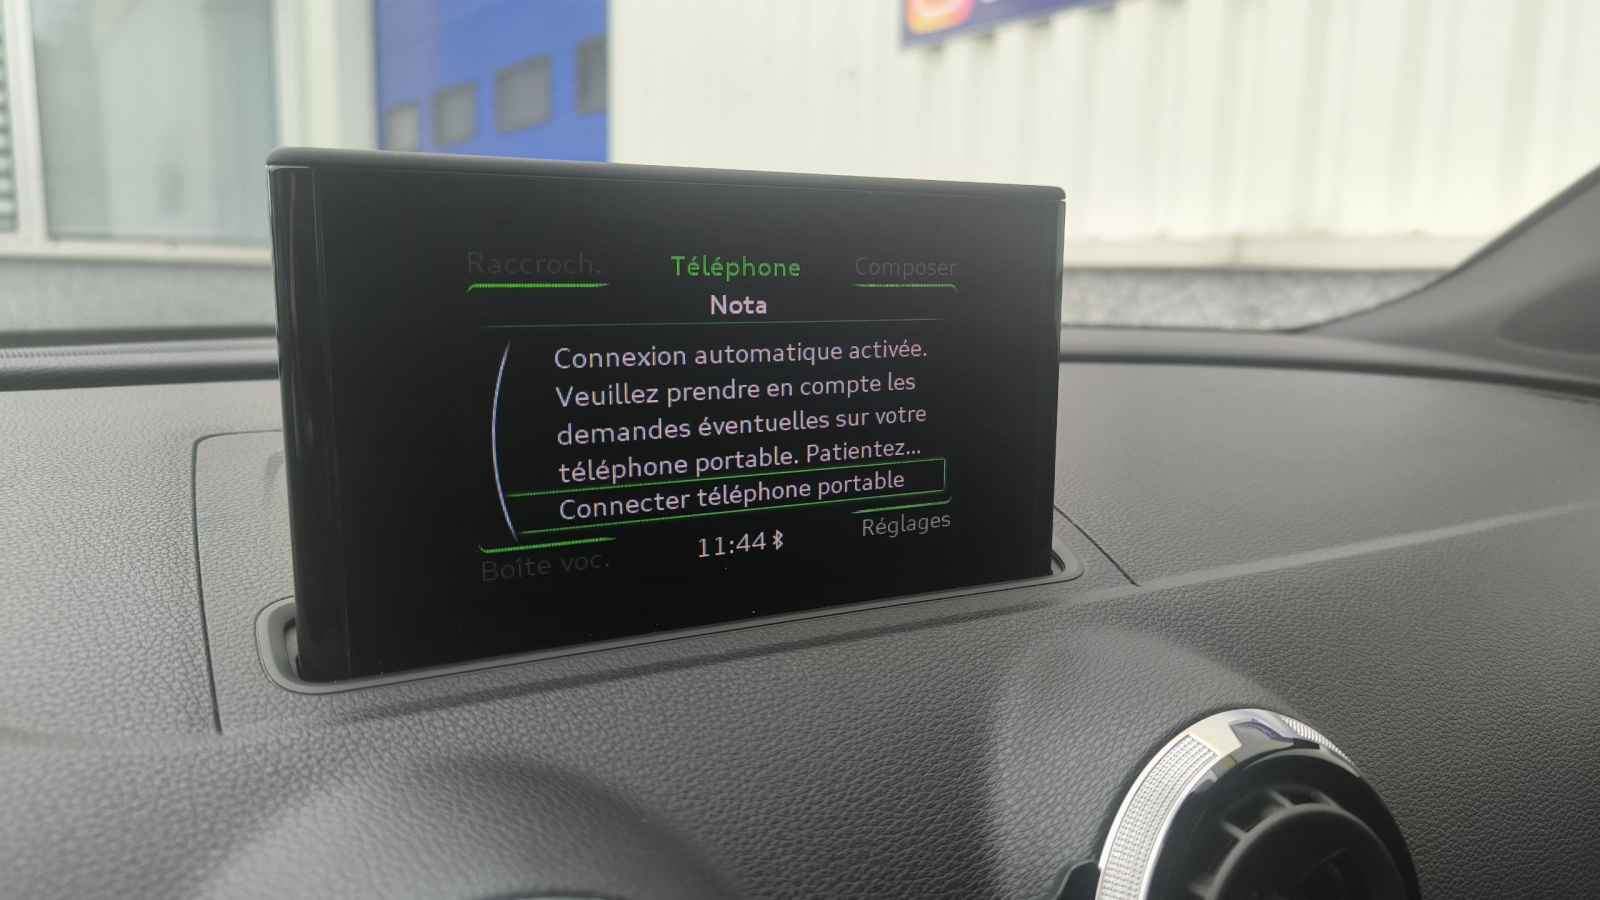 Raccroch.
Téléphone
Composer
Nota
Connexion automatique activée.
Veuillez prendre en compte les
demandes éventuelles sur votre
téléphone portable. Patientez...
Connecter téléphone portable
Boîte voc.
11:44
Réglages